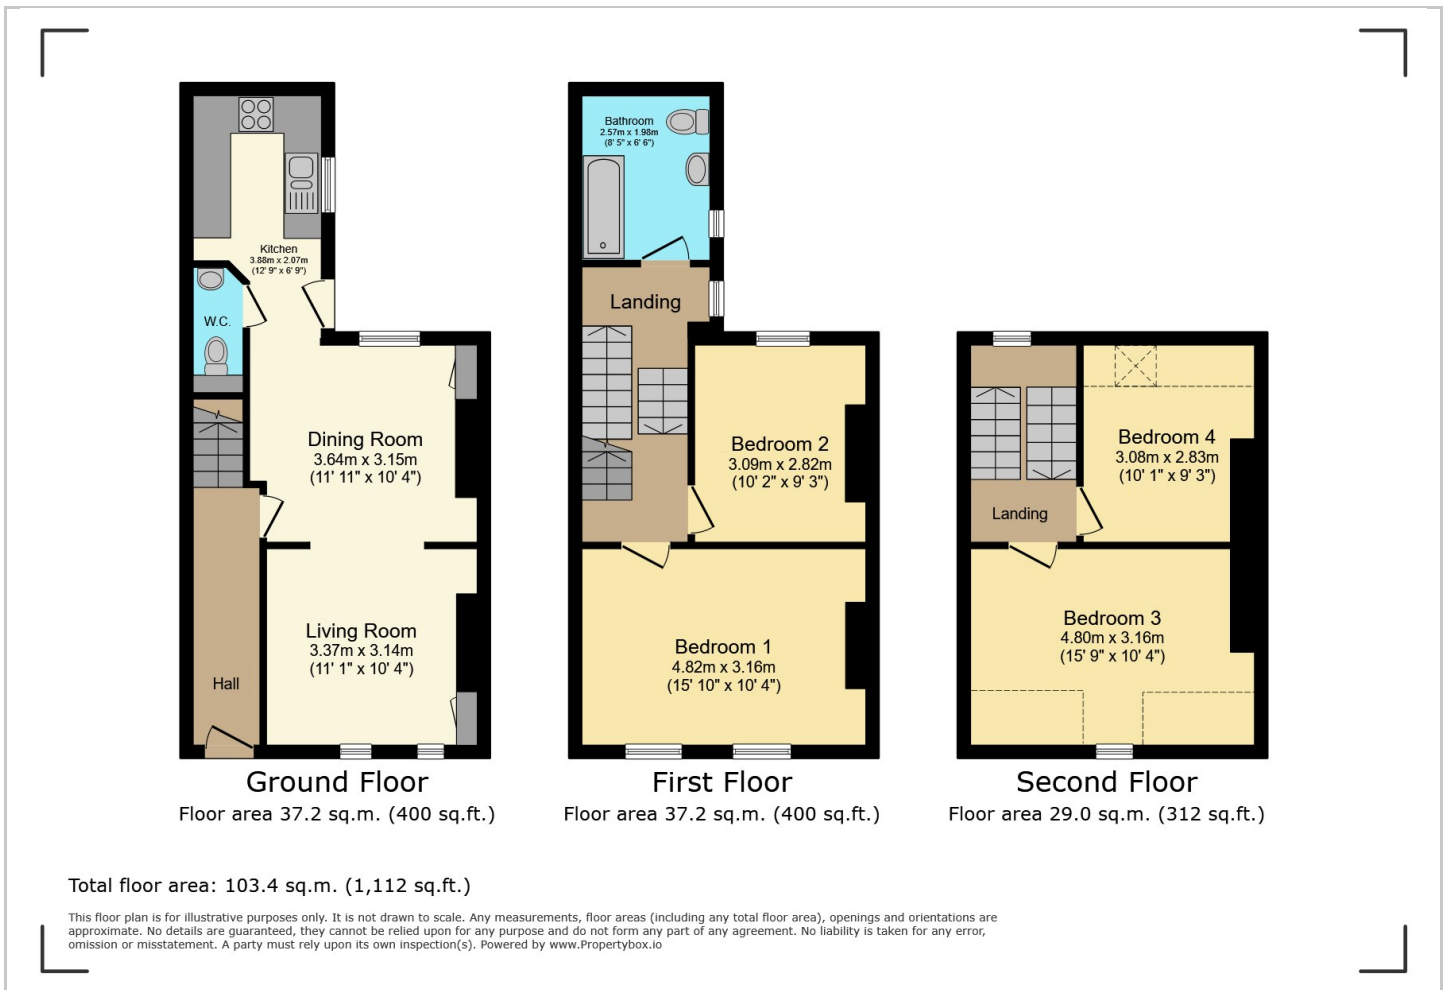 Kitchen
3.88m x 2.07m
(12' 9" x 6' 9")
W.C.
Dining Room
3.64m x 3.15m
(11' 11" x 10' 4")
Living Room
3.37m x 3.14m
(11' 1" x 10' 4")
Hall
Ground Floor
Floor area 37.2 sq.m. (400 sq.ft.)
Bathroom
2.57m x 1.98m
(8' 5" x 6' 6")
Landing
Bedroom 2
3.09m x 2.82m
(10' 2" x 9' 3")
Bedroom 1
4.82m x 3.16m
(15' 10" x 10' 4")
First Floor
Floor area 37.2 sq.m. (400 sq.ft.)
Bedroom 4
3.08m x 2.83m
(10' 1" x 9' 3")
Landing
Bedroom 3
4.80m x 3.16m
(15' 9" x 10' 4")
Second Floor
Floor area 29.0 sq.m. (312 sq.ft.)
Total floor area: 103.4 sq.m. (1,112 sq.ft.)
This floor plan is for illustrative purposes only. It is not drawn to scale. Any measurements, floor areas (including any total floor area), openings and orientations are
approximate. No details are guaranteed, they cannot be relied upon for any purpose and do not form any part of any agreement. No liability is taken for any error,
omission or misstatement. A party must rely upon its own inspection(s). Powered by www.Propertybox.io